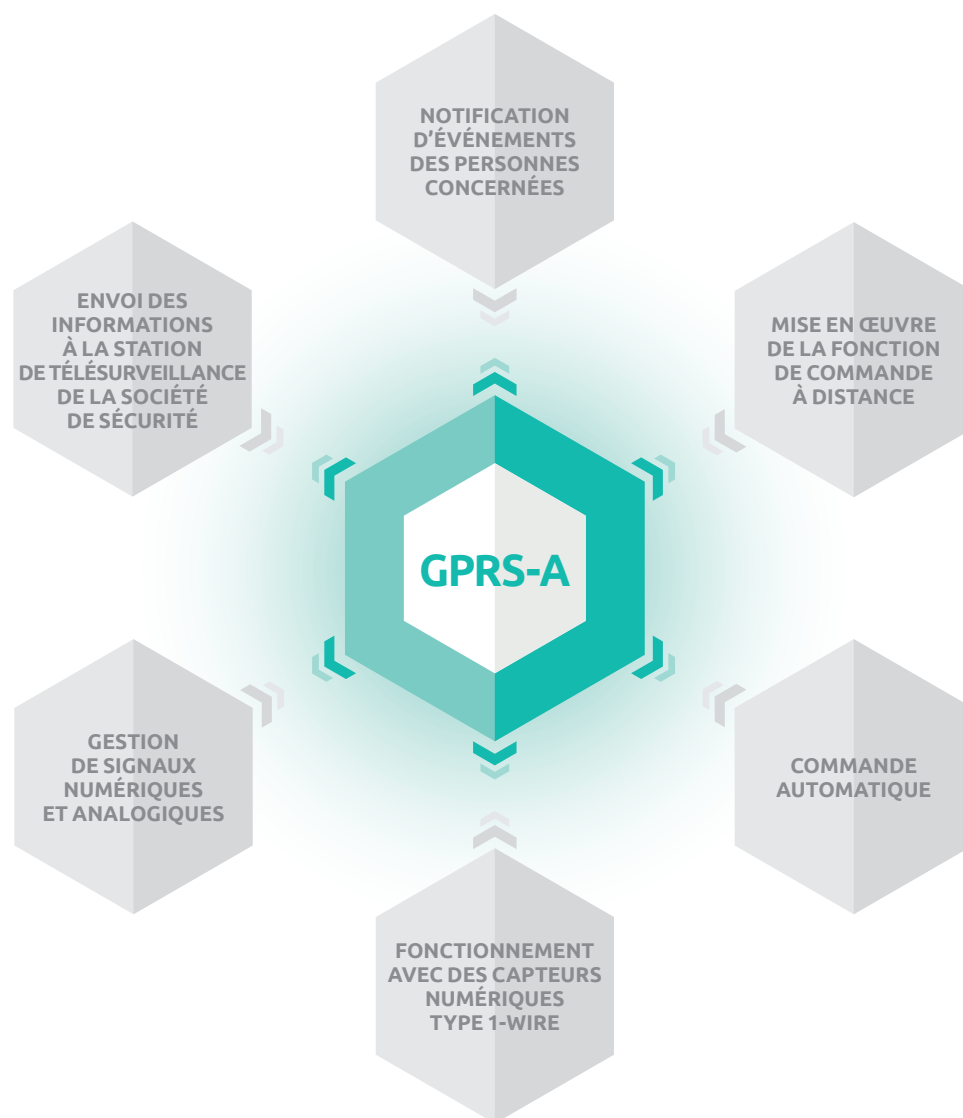 NOTIFICATION
D'ÉVÉNEMENTS
DES PERSONNES
CONCERNÉES
ENVOI DES
INFORMATIONS
À LA STATION
DE TÉLÉSURVEILLANCE
DE LA SOCIÉTÉ
DE SÉCURITÉ
MISE EN ŒUVRE
DE LA FONCTION
DE COMMANDE
À DISTANCE
GPRS-A
GESTION
DE SIGNAUX
NUMÉRIQUES
ET ANALOGIQUES
COMMANDE
AUTOMATIQUE
FONCTIONNEMENT
AVEC DES CAPTEURS
NUMÉRIQUES
TYPE 1-WIRE